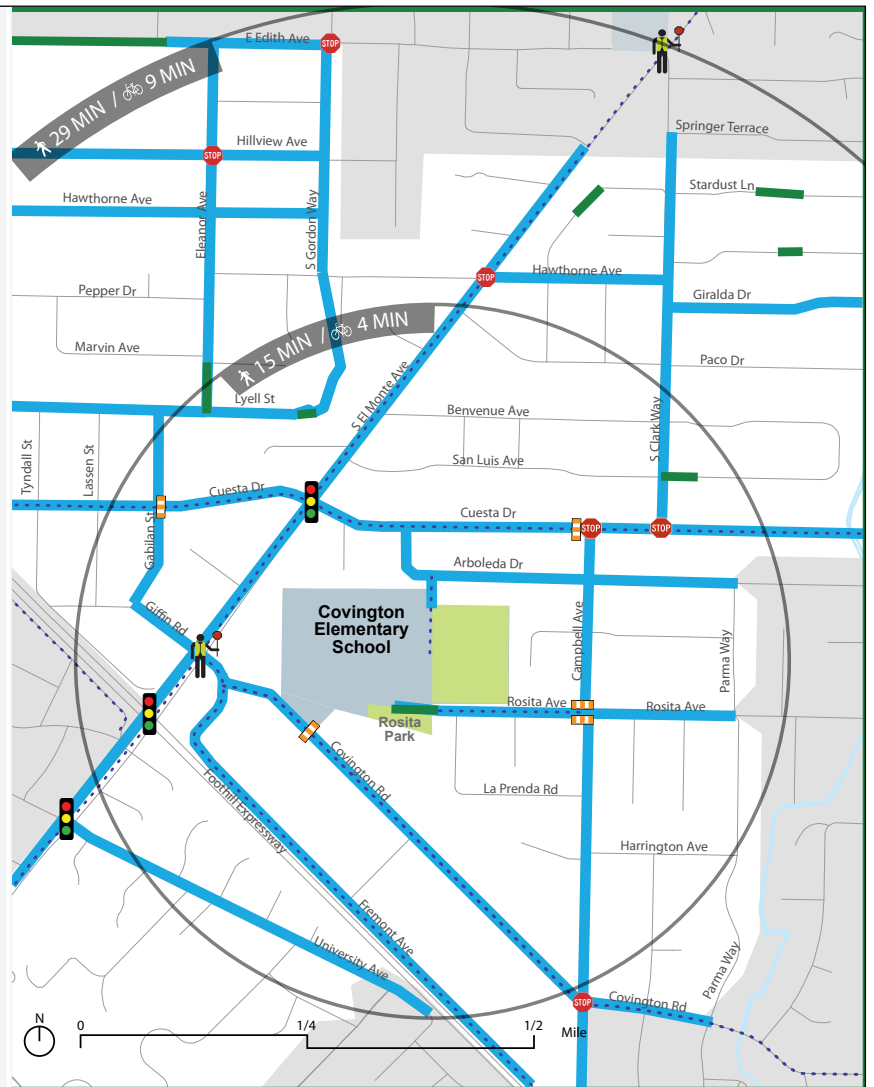 E Edith Ave
STOP
29 MIN / 9 MIN
Springer Terrace
Hillview Ave
STOP
Stardust Ln
Hawthorne Ave
Eleanor Ave
S Gordon Way
Hawthorne Ave
STOP
Pepper Dr
Giralda Dr
15 MIN / 4 MIN
Marvin Ave
Paco Dr
S El Monte Ave
Lyell St
Benvenue Ave
S Clark Way
Tyndall St
Lassen St
San Luis Ave
Cuesta Dr
Cuesta Dr
STOP
STOP
Gabilan St
Arboleda Dr
Giffin Rd
Covington
Elementary
School
Campbell Ave
Parma Way
Rosita Ave
Rosita Ave
Rosita
Park
Covington Rd
Foothill Expressway
La Prenda Rd
Harrington Ave
Fremont Ave
University Ave
Parma Way
STOP
Covington Rd
N
0
1/4
1/2
Mile